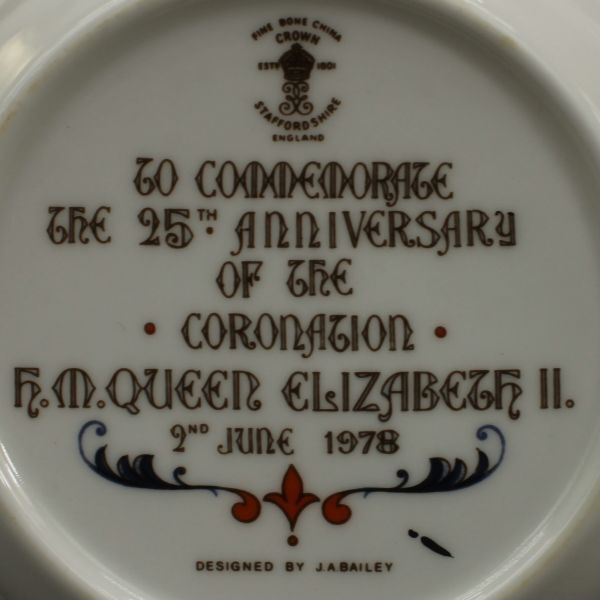 FINE BONE CHINA
CROWN
ESTD 1801
STAFFORDSHIRE
ENGLAND
TO COMMEMORATE
THE 25TH ANNIVERSARY
OF THE
• CORONATION •
H.M.QUEEN ELIZABETH II.
2ND JUNE 1978
DESIGNED BY J.A.BAILEY